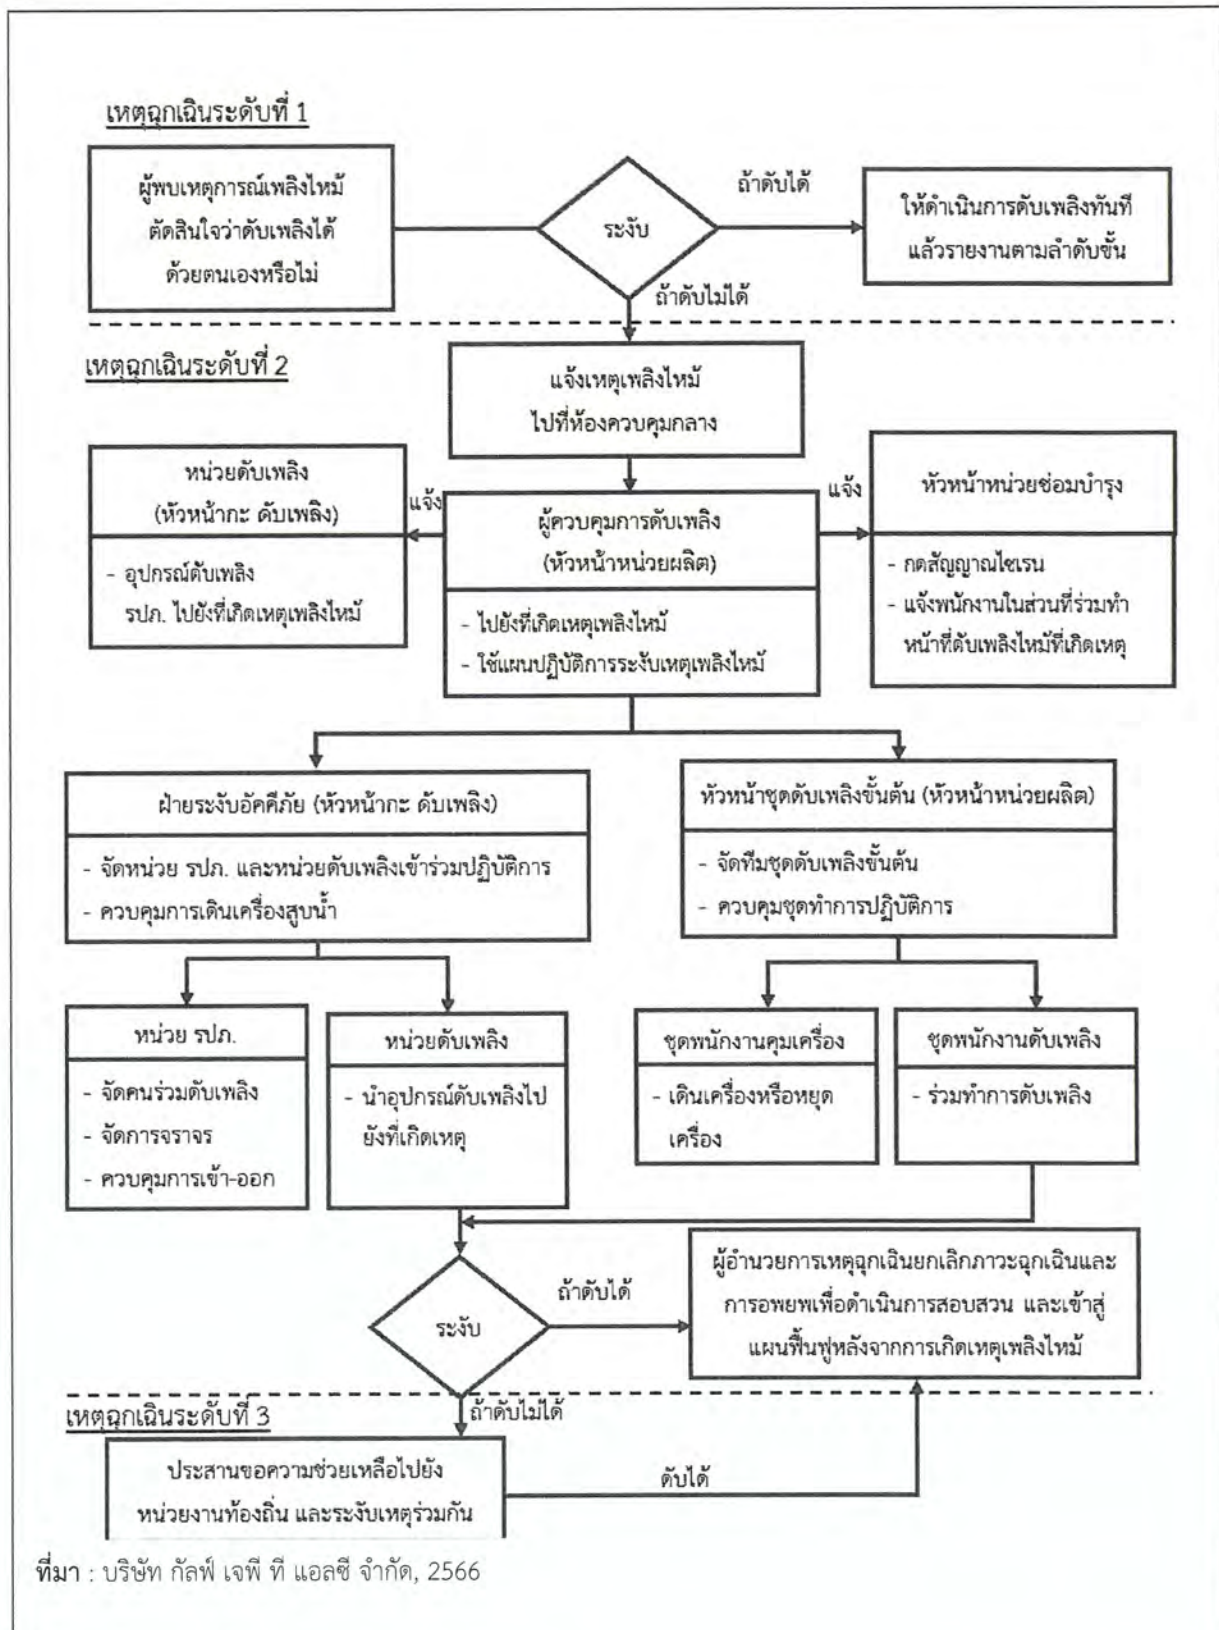 เหตุฉุกเฉินระดับที่ 1
ผู้พบเหตุการณ์เพลิงไหม้
ตัดสินใจว่าดับเพลิงได้
ด้วยตนเองหรือไม่
ระงับ
ถ้าดับได้
ให้ดำเนินการดับเพลิงทันที
แล้วรายงานตามลำดับชั้น
ถ้าดับไม่ได้
เหตุฉุกเฉินระดับที่ 2
แจ้งเหตุเพลิงไหม้
ไปที่ห้องควบคุมกลาง
หน่วยดับเพลิง
(หัวหน้ากะ ดับเพลิง)
- อุปกรณ์ดับเพลิง
รปภ. ไปยังที่เกิดเหตุเพลิงไหม้
แจ้ง
ผู้ควบคุมการดับเพลิง
(หัวหน้าหน่วยผลิต)
- ไปยังที่เกิดเหตุเพลิงไหม้
- ใช้แผนปฏิบัติการระงับเหตุเพลิงไหม้
แจ้ง
หัวหน้าหน่วยซ่อมบำรุง
- กดสัญญาณไซเรน
- แจ้งพนักงานในส่วนที่ร่วมทำ
หน้าที่ดับเพลิงไหม้ที่เกิดเหตุ
ฝ่ายระงับอัคคีภัย (หัวหน้ากะ ดับเพลิง)
- จัดหน่วย รปภ. และหน่วยดับเพลิงเข้าร่วมปฏิบัติการ
- ควบคุมการเดินเครื่องสูบน้ำ
หัวหน้าชุดดับเพลิงขั้นต้น (หัวหน้าหน่วยผลิต)
- จัดทีมชุดดับเพลิงขั้นต้น
- ควบคุมชุดทำการปฏิบัติการ
หน่วย รปภ.
- จัดคนร่วมดับเพลิง
- จัดการจราจร
- ควบคุมการเข้า-ออก
หน่วยดับเพลิง
- นำอุปกรณ์ดับเพลิงไป
ยังที่เกิดเหตุ
ชุดพนักงานคุมเครื่อง
- เดินเครื่องหรือหยุด
เครื่อง
ชุดพนักงานดับเพลิง
- ร่วมทำการดับเพลิง
ระงับ
ถ้าดับได้
ผู้อำนวยการเหตุฉุกเฉินยกเลิกภาวะฉุกเฉินและ
การอพยพเพื่อดำเนินการสอบสวน และเข้าสู่
แผนฟื้นฟูหลังจากการเกิดเหตุเพลิงไหม้
ถ้าดับไม่ได้
เหตุฉุกเฉินระดับที่ 3
ประสานขอความช่วยเหลือไปยัง
หน่วยงานท้องถิ่น และระงับเหตุร่วมกัน
ดับได้
ที่มา : บริษัท กัลฟ์ เจพี ที แอลซี จำกัด, 2566